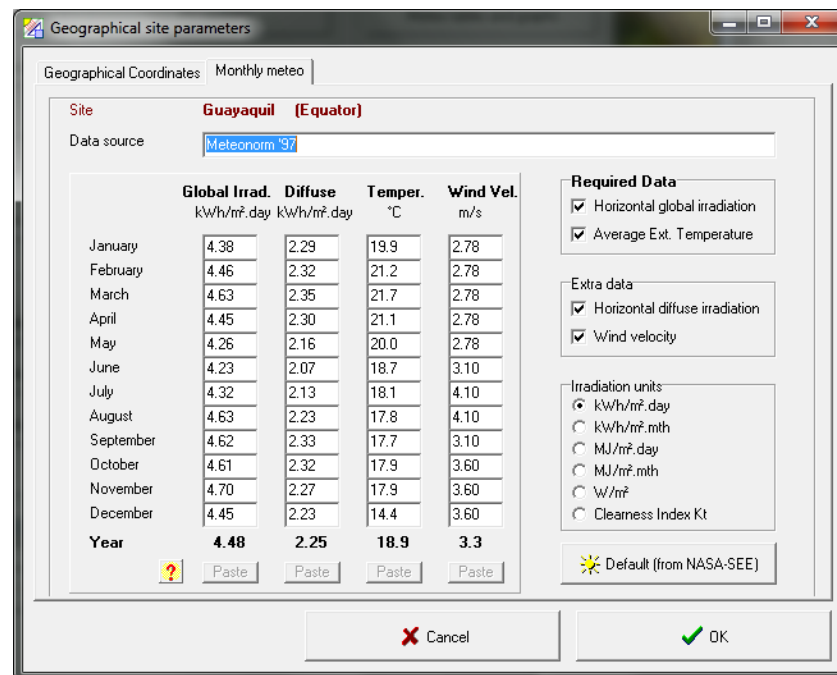 Geographical site parameters
Geographical Coordinates Monthly meteo
Site Guayaquil (Equator)
Data source Meteonorm '97
Global Irrad. Diffuse Temper. Wind Vel.
kWh/m².day kWh/m².day °C m/s
January 4.38 2.29 19.9 2.78
February 4.46 2.32 21.2 2.78
March 4.63 2.35 21.7 2.78
April 4.45 2.30 21.1 2.78
May 4.26 2.16 20.0 2.78
June 4.23 2.07 18.7 3.10
July 4.32 2.13 18.1 4.10
August 4.63 2.23 17.8 4.10
September 4.62 2.33 17.7 3.10
October 4.61 2.32 17.9 3.60
November 4.70 2.27 17.9 3.60
December 4.45 2.23 14.4 3.60
Year 4.48 2.25 18.9 3.3
? Paste Paste Paste Paste
Required Data
Horizontal global irradiation
Average Ext. Temperature
Extra data
Horizontal diffuse irradiation
Wind velocity
Irradiation units
kWh/m².day
kWh/m².mth
MJ/m².day
MJ/m².mth
W/m²
Clearness Index Kt
Default (from NASA-SEE)
Cancel OK